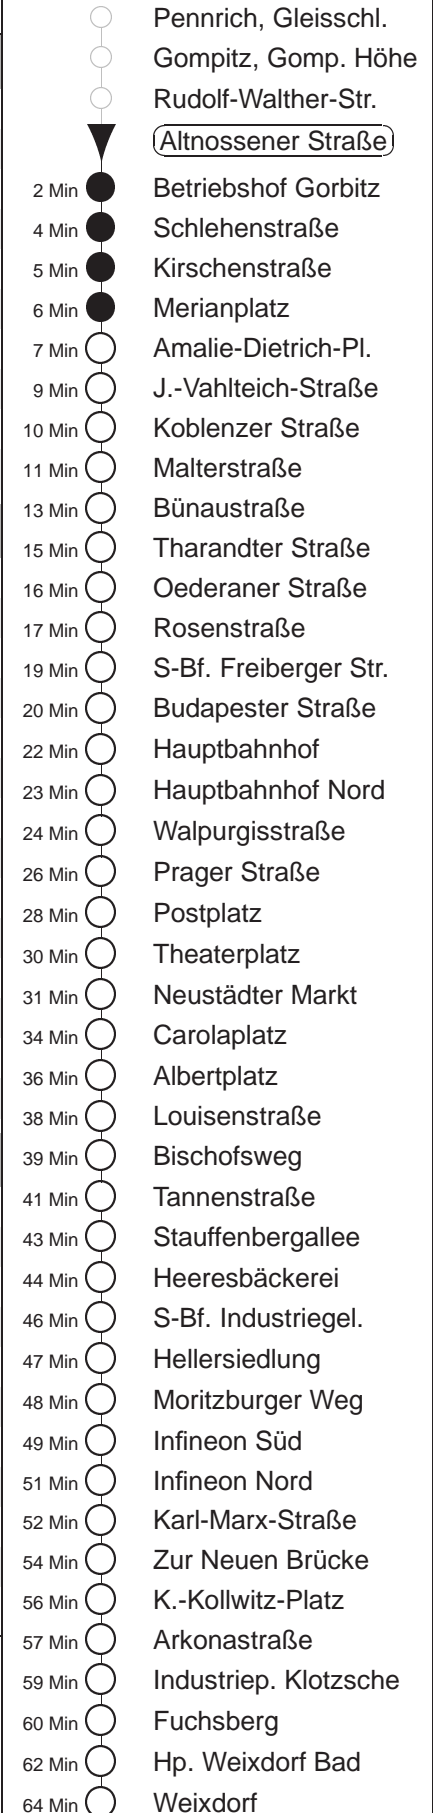 Pennrich, Gleisschl.
Gompitz, Gomp. Höhe
Rudolf-Walther-Str.
Altnossener Straße
2 Min Betriebshof Gorbitz
4 Min Schlehenstraße
5 Min Kirschenstraße
6 Min Merianplatz
7 Min Amalie-Dietrich-Pl.
9 Min J.-Vahlteich-Straße
10 Min Koblenzer Straße
11 Min Malterstraße
13 Min Bünaustraße
15 Min Tharandter Straße
16 Min Oederaner Straße
17 Min Rosenstraße
19 Min S-Bf. Freiberger Str.
20 Min Budapester Straße
22 Min Hauptbahnhof
23 Min Hauptbahnhof Nord
24 Min Walpurgisstraße
26 Min Prager Straße
28 Min Postplatz
30 Min Theaterplatz
31 Min Neustädter Markt
34 Min Carolaplatz
36 Min Albertplatz
38 Min Louisenstraße
39 Min Bischofsweg
41 Min Tannenstraße
43 Min Stauffenbergallee
44 Min Heeresbäckerei
46 Min S-Bf. Industriegel.
47 Min Hellersiedlung
48 Min Moritzburger Weg
49 Min Infineon Süd
51 Min Infineon Nord
52 Min Karl-Marx-Straße
54 Min Zur Neuen Brücke
56 Min K.-Kollwitz-Platz
57 Min Arkonastraße
59 Min Industriep. Klotzsche
60 Min Fuchsberg
62 Min Hp. Weixdorf Bad
64 Min Weixdorf